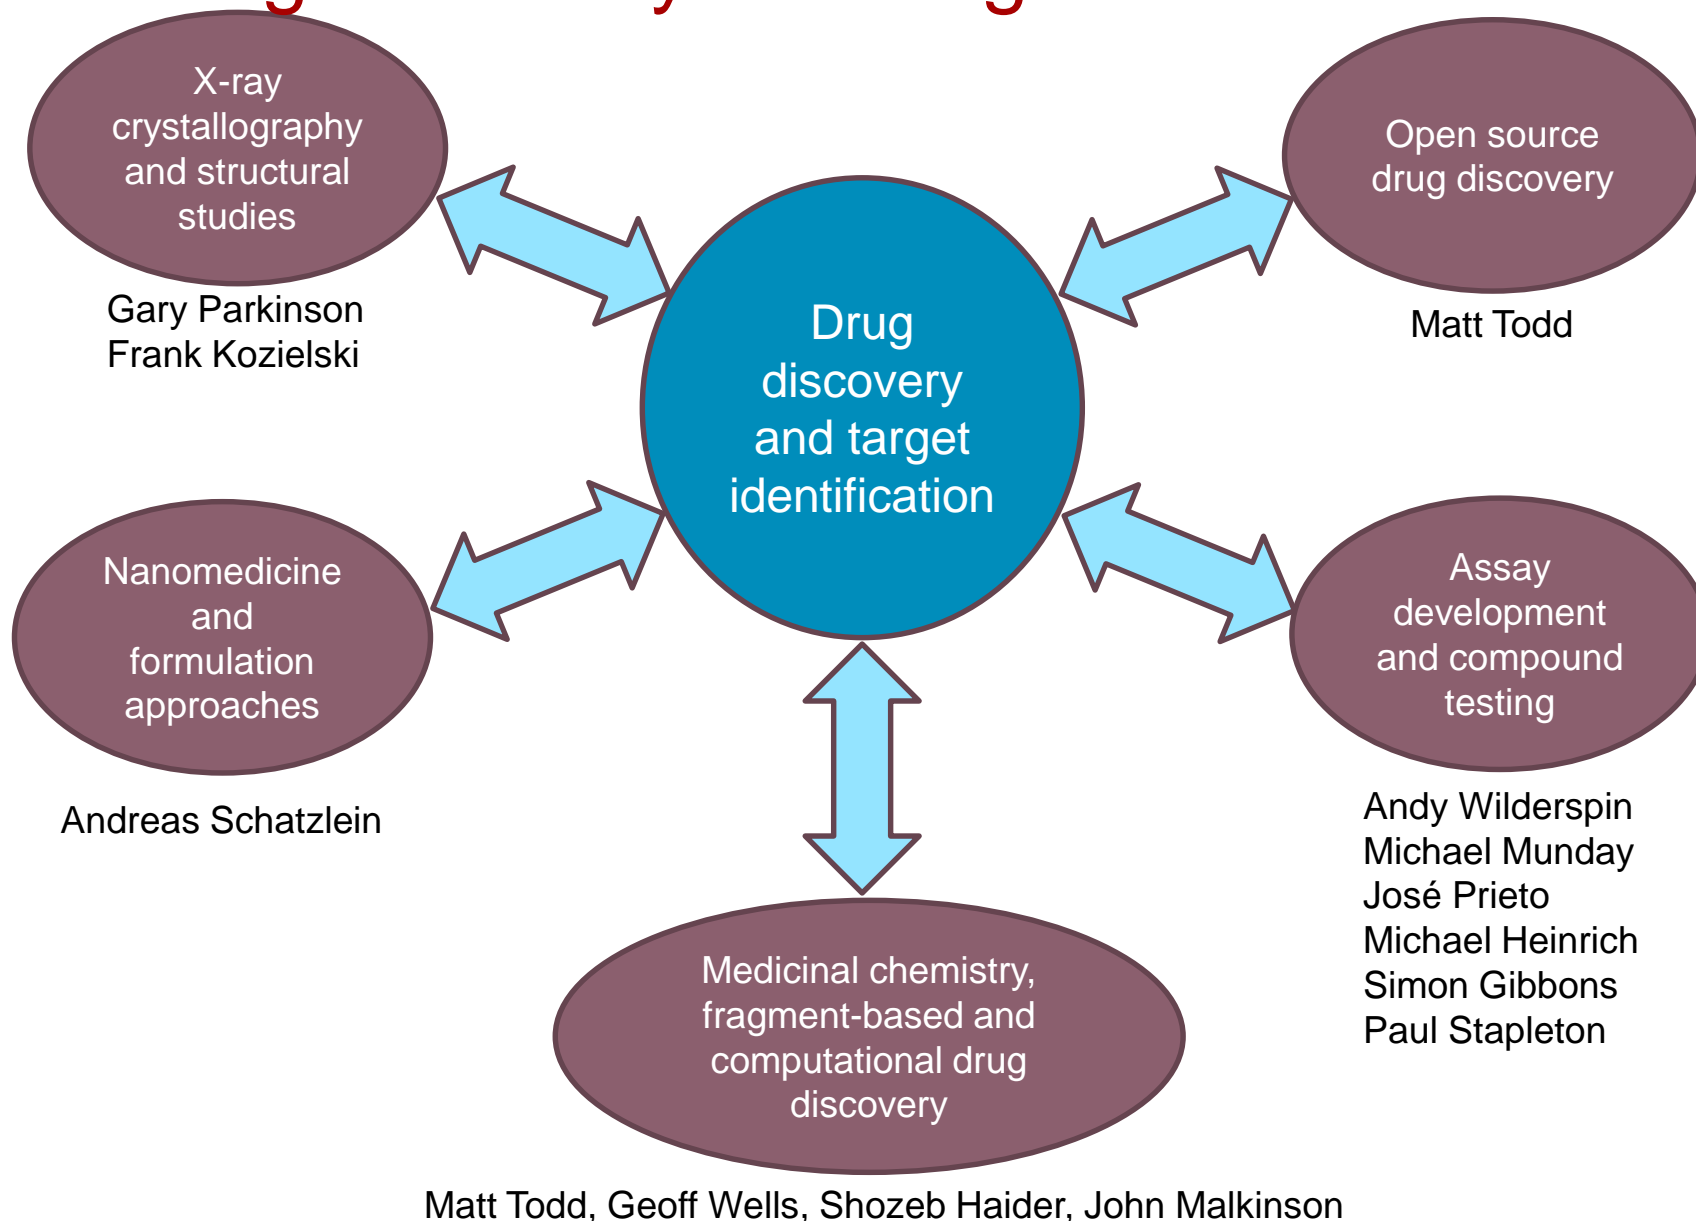 X-ray
crystallography
and structural
studies
Gary Parkinson
Frank Kozielski
Open source
drug discovery
Matt Todd
Drug
discovery
and target
identification
Nanomedicine
and
formulation
approaches
Andreas Schatzlein
Assay
development
and compound
testing
Andy Wilderspin
Michael Munday
José Prieto
Michael Heinrich
Simon Gibbons
Paul Stapleton
Medicinal chemistry,
fragment-based and
computational drug
discovery
Matt Todd, Geoff Wells, Shozeb Haider, John Malkinson